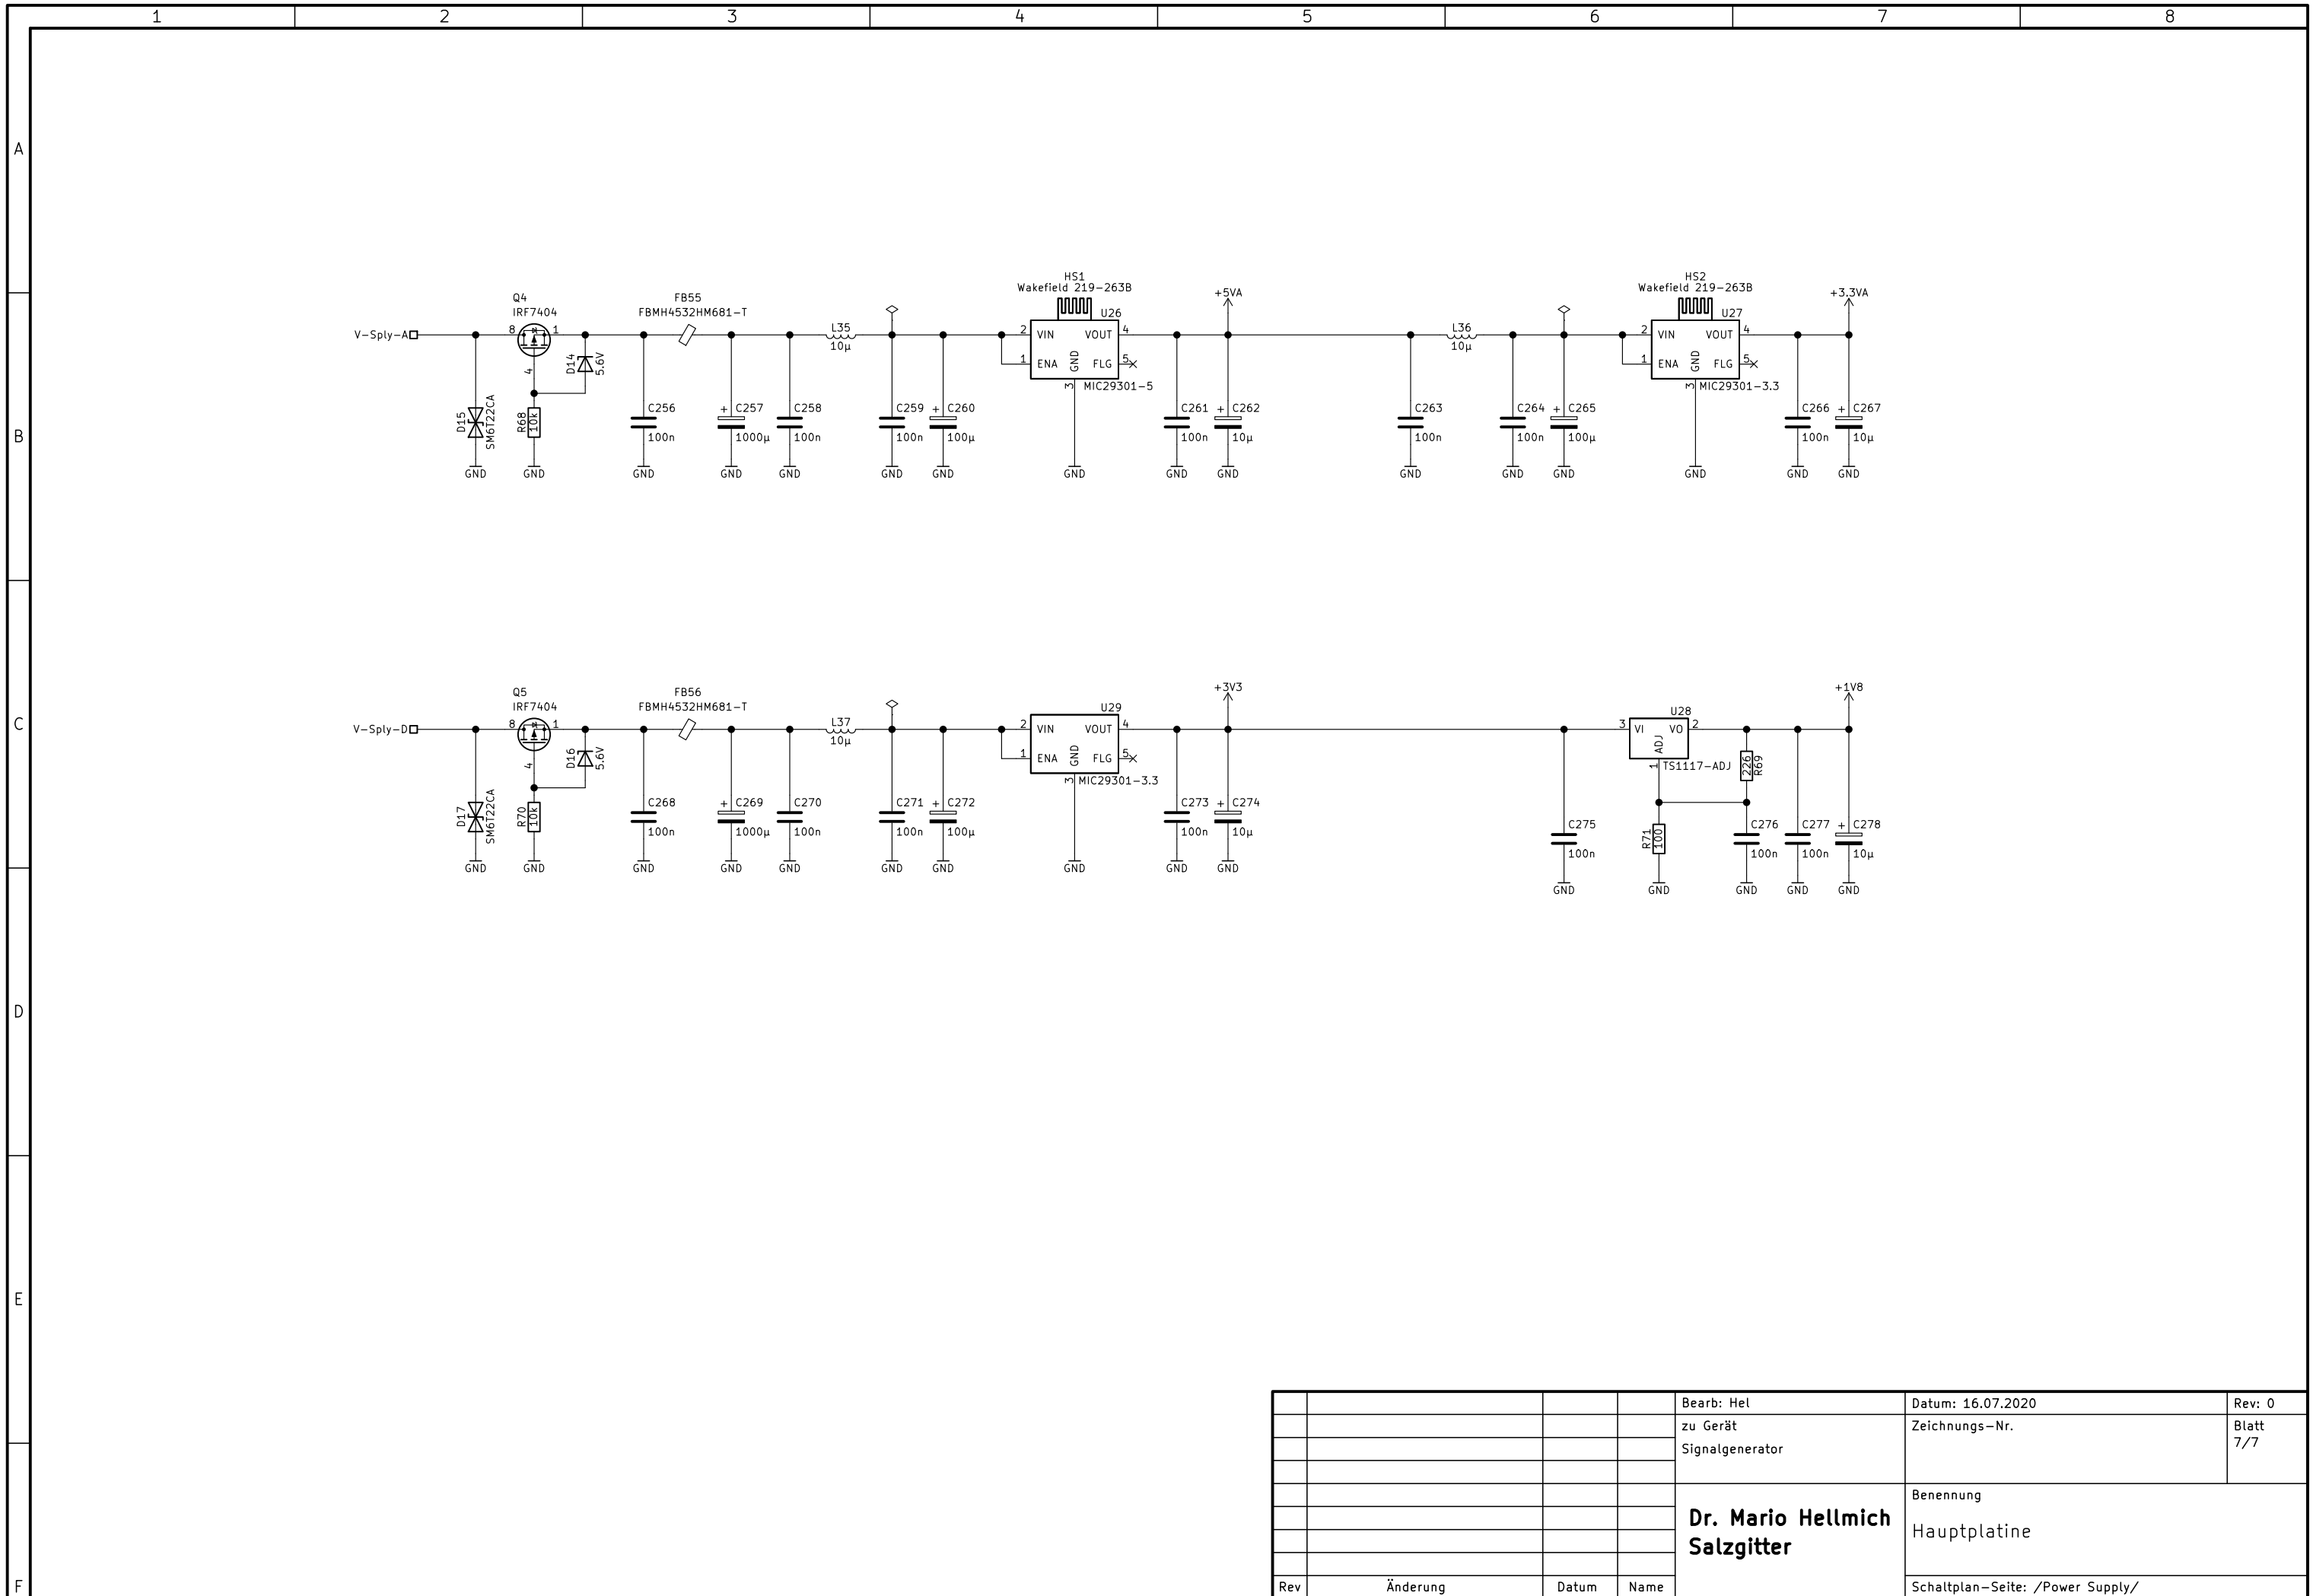 1 2 3 4 5 6 7 8
A
B
C
D
E
F
HS1
Wakefield 219-263B
HS2
Wakefield 219-263B
Q4
IRF7404
FB55
FBMH4532HM681-T
+5VA
+3.3VA
V-Sply-A
8
1
4
L35
10µ
U26
2 VIN VOUT 4
1 ENA GND FLG 5
3
MIC29301-5
L36
10µ
U27
2 VIN VOUT 4
1 ENA GND FLG 5
3
MIC29301-3.3
D14
5.6V
D15
SM6T22CA
R68
10k
C256
100n
+ C257
1000µ
C258
100n
C259
100n
+ C260
100µ
C261
100n
+ C262
10µ
C263
100n
C264
100n
+ C265
100µ
C266
100n
+ C267
10µ
GND GND GND GND GND GND GND GND GND GND GND GND GND GND GND GND
Q5
IRF7404
FB56
FBMH4532HM681-T
+3V3
+1V8
V-Sply-D
8
1
4
L37
10µ
U29
2 VIN VOUT 4
1 ENA GND FLG 5
3
MIC29301-3.3
U28
3 VI VO 2
ADJ
1
TS1117-ADJ
226
R69
D16
5.6V
D17
SM6T22CA
R70
10k
C268
100n
+ C269
1000µ
C270
100n
C271
100n
+ C272
100µ
C273
100n
+ C274
10µ
C275
100n
R71
100
C276
100n
C277
100n
+ C278
10µ
GND GND GND GND GND GND GND GND GND GND
GND GND GND GND GND
Bearb: Hel
Datum: 16.07.2020
Rev: 0
zu Gerät
Signalgenerator
Zeichnungs-Nr.
Blatt
7/7
Dr. Mario Hellmich
Salzgitter
Benennung
Hauptplatine
Rev Änderung Datum Name
Schaltplan-Seite: /Power Supply/